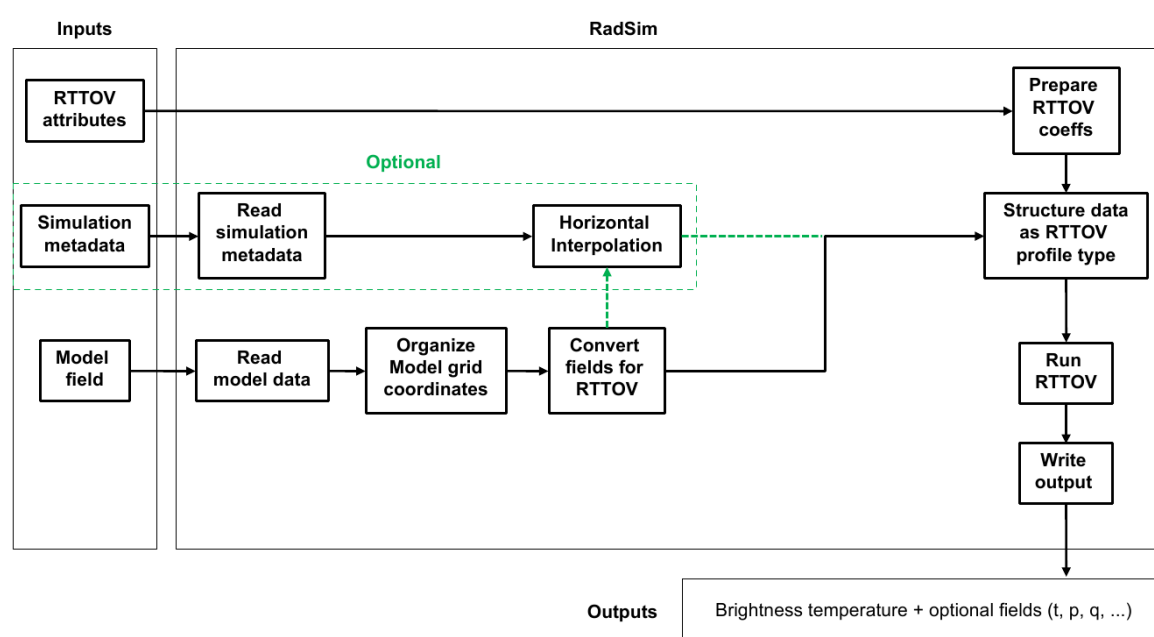 Inputs
RadSim
RTTOV
attributes
Prepare
RTTOV
coeffs
Optional
Simulation
metadata
Read
simulation
metadata
Horizontal
Interpolation
Structure data
as RTTOV
profile type
Model
field
Read
model data
Organize
Model grid
coordinates
Convert
fields for
RTTOV
Run
RTTOV
Write
output
Outputs
Brightness temperature + optional fields (t, p, q, ...)